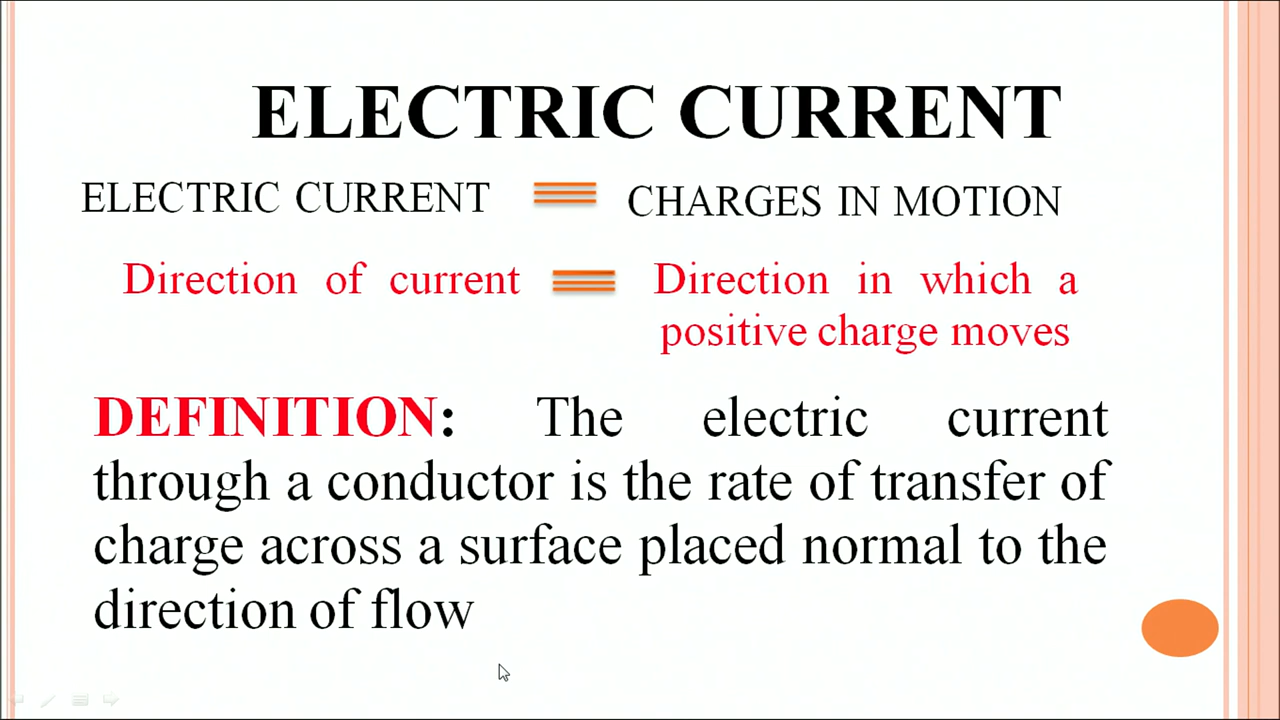 ELECTRIC CURRENT
ELECTRIC CURRENT ≡ CHARGES IN MOTION
Direction of current ≡ Direction in which a
positive charge moves
DEFINITION: The electric current
through a conductor is the rate of transfer of
charge across a surface placed normal to the
direction of flow